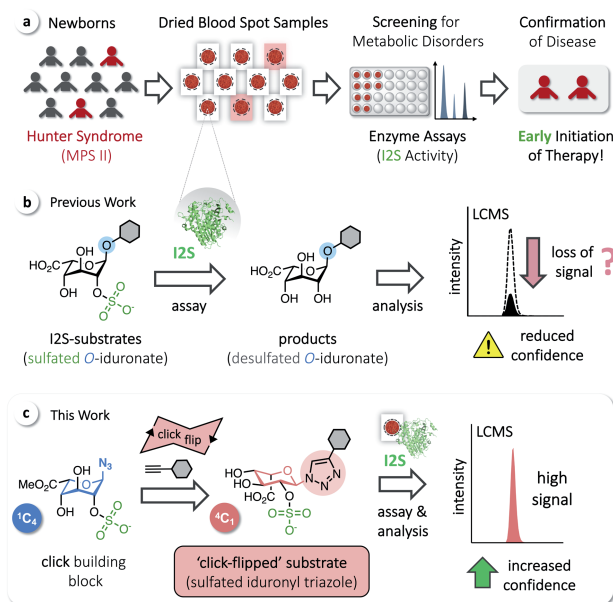 a
Newborns
Dried Blood Spot Samples
Screening for
Metabolic Disorders
Confirmation
of Disease
Hunter Syndrome
(MPS II)
Enzyme Assays
(I2S Activity)
Early Initiation
of Therapy!
b
Previous Work
I2S
OH
O
O
HO₂C
OH
O
S
O
O
O⁻
assay
OH
O
O
HO₂C
OH
OH
analysis
LCMS
intensity
loss of
signal
?
I2S-substrates
(sulfated O-iduronate)
products
(desulfated O-iduronate)
!
reduced
confidence
c
This Work
click
flip
N₃
OH
O
MeO₂C
OH
O
S
O
O
O⁻
¹C₄
click building
block
HO
HO
HO₂C
O
N
N
N
O
O
S
O
O⁻
⁴C₁
'click-flipped' substrate
(sulfated iduronyl triazole)
I2S
assay &
analysis
LCMS
intensity
high
signal
increased
confidence